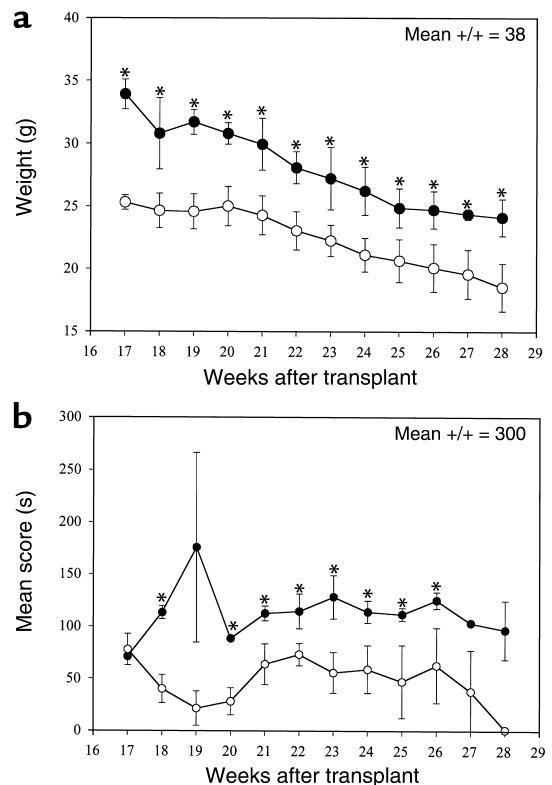 a
Mean +/+ = 38
40
35
30
25
20
15
Weight (g)
* * * * * * * * * * * *
16 17 18 19 20 21 22 23 24 25 26 27 28 29
Weeks after transplant
b
Mean +/+ = 300
300
250
200
150
100
50
0
Mean score (s)
* * * * * * * *
16 17 18 19 20 21 22 23 24 25 26 27 28 29
Weeks after transplant